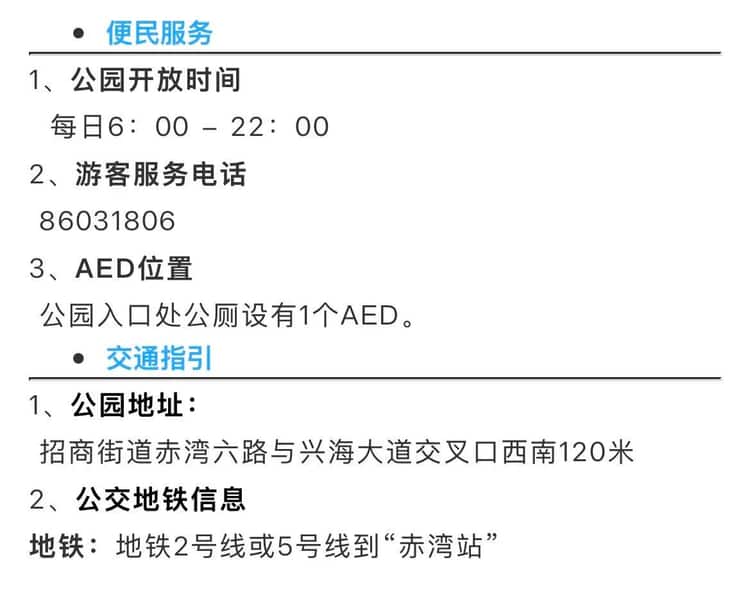 • 便民服务
1、公园开放时间
每日6：00 – 22：00
2、游客服务电话
86031806
3、AED位置
公园入口处公厕设有1个AED。
• 交通指引
1、公园地址：
招商街道赤湾六路与兴海大道交叉口西南120米
2、公交地铁信息
地铁：地铁2号线或5号线到“赤湾站”